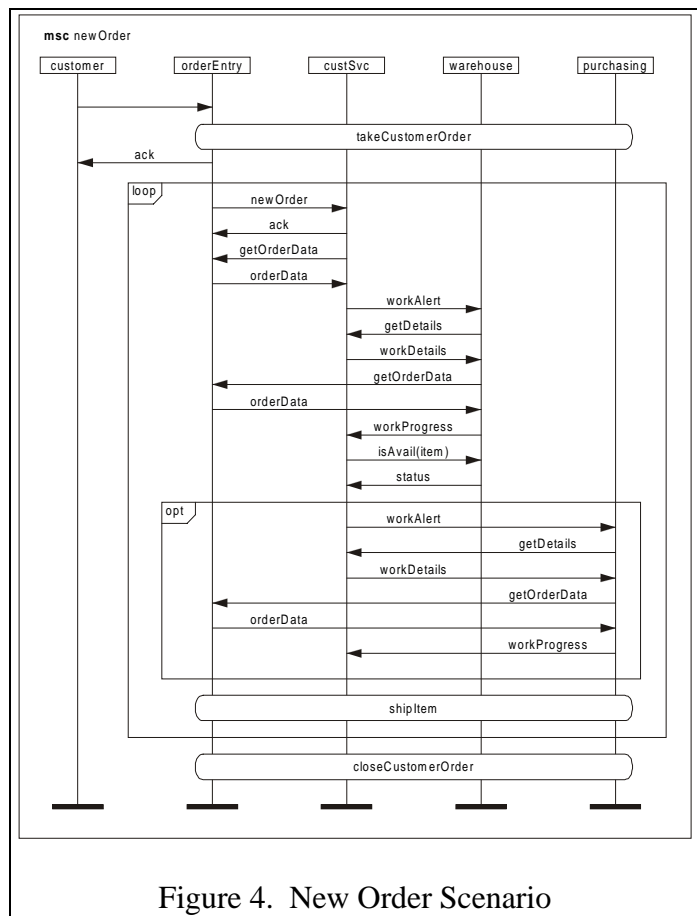 msc newOrder
customer orderEntry custSvc warehouse purchasing
takeCustomerOrder
ack
loop
newOrder
ack
getOrderData
orderData
workAlert
getDetails
workDetails
getOrderData
orderData
workProgress
isAvail(item)
status
opt
workAlert
getDetails
workDetails
getOrderData
orderData
workProgress
shipItem
closeCustomerOrder
Figure 4. New Order Scenario